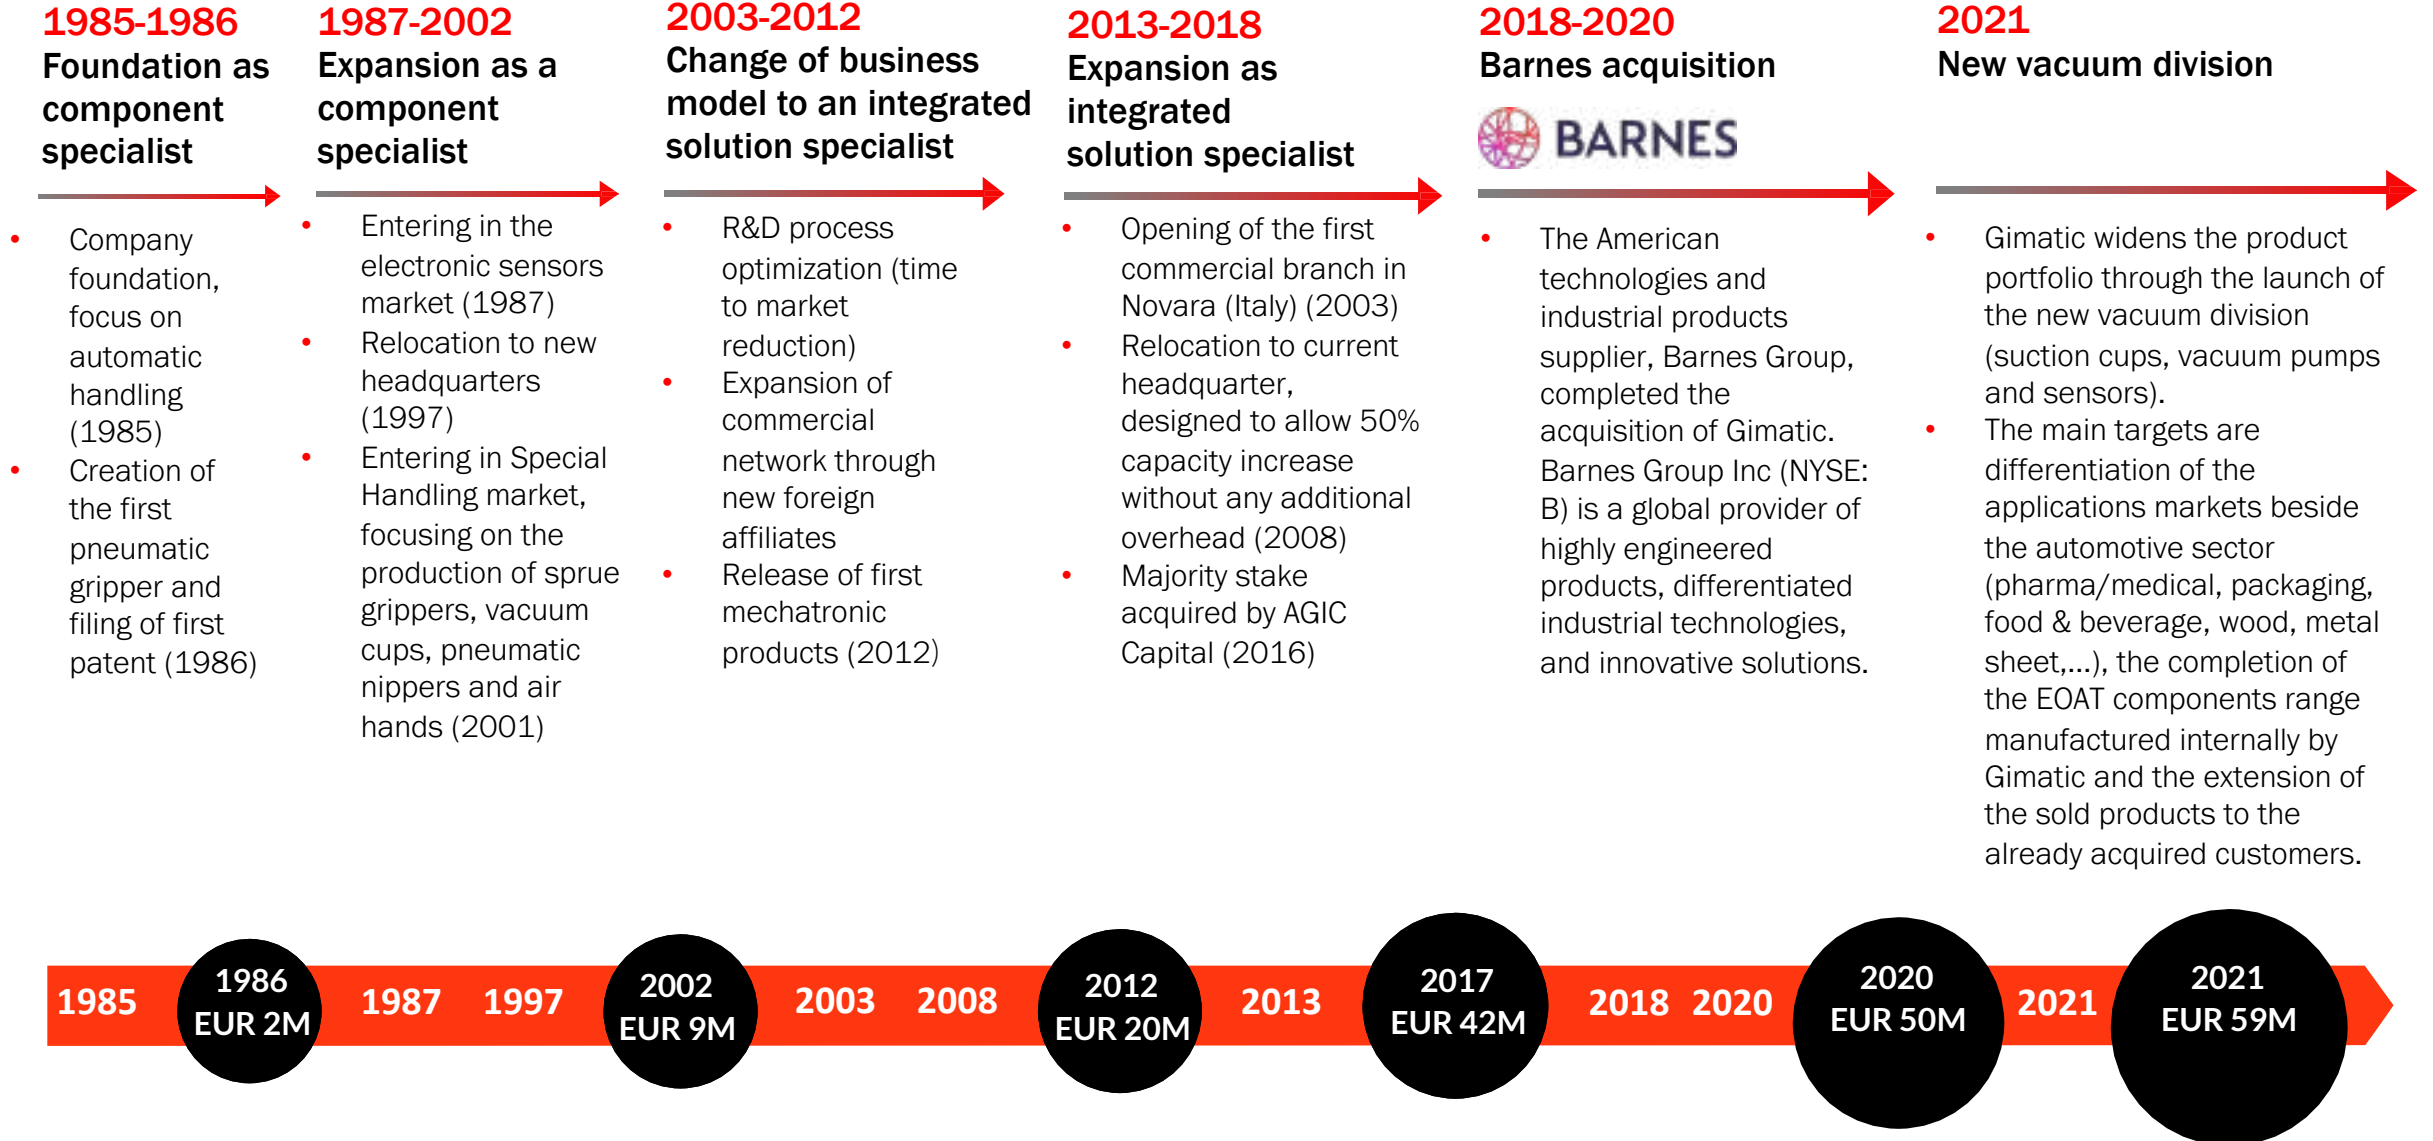 1985-1986
Foundation as
component
specialist
• Company
foundation,
focus on
automatic
handling
(1985)
• Creation of
the first
pneumatic
gripper and
filing of first
patent (1986)
1987-2002
Expansion as a
component
specialist
• Entering in the
electronic sensors
market (1987)
• Relocation to new
headquarters
(1997)
• Entering in Special
Handling market,
focusing on the
production of sprue
grippers, vacuum
cups, pneumatic
nippers and air
hands (2001)
2003-2012
Change of business
model to an integrated
solution specialist
• R&D process
optimization (time
to market
reduction)
• Expansion of
commercial
network through
new foreign
affiliates
• Release of first
mechatronic
products (2012)
2013-2018
Expansion as
integrated
solution specialist
• Opening of the first
commercial branch in
Novara (Italy) (2003)
• Relocation to current
headquarter,
designed to allow 50%
capacity increase
without any additional
overhead (2008)
• Majority stake
acquired by AGIC
Capital (2016)
2018-2020
Barnes acquisition
BARNES
• The American
technologies and
industrial products
supplier, Barnes Group,
completed the
acquisition of Gimatic.
Barnes Group Inc (NYSE:
B) is a global provider of
highly engineered
products, differentiated
industrial technologies,
and innovative solutions.
2021
New vacuum division
• Gimatic widens the product
portfolio through the launch of
the new vacuum division
(suction cups, vacuum pumps
and sensors).
• The main targets are
differentiation of the
applications markets beside
the automotive sector
(pharma/medical, packaging,
food & beverage, wood, metal
sheet,...), the completion of
the EOAT components range
manufactured internally by
Gimatic and the extension of
the sold products to the
already acquired customers.
1985
1986
EUR 2M
1987
1997
2002
EUR 9M
2003
2008
2012
EUR 20M
2013
2017
EUR 42M
2018
2020
2020
EUR 50M
2021
2021
EUR 59M